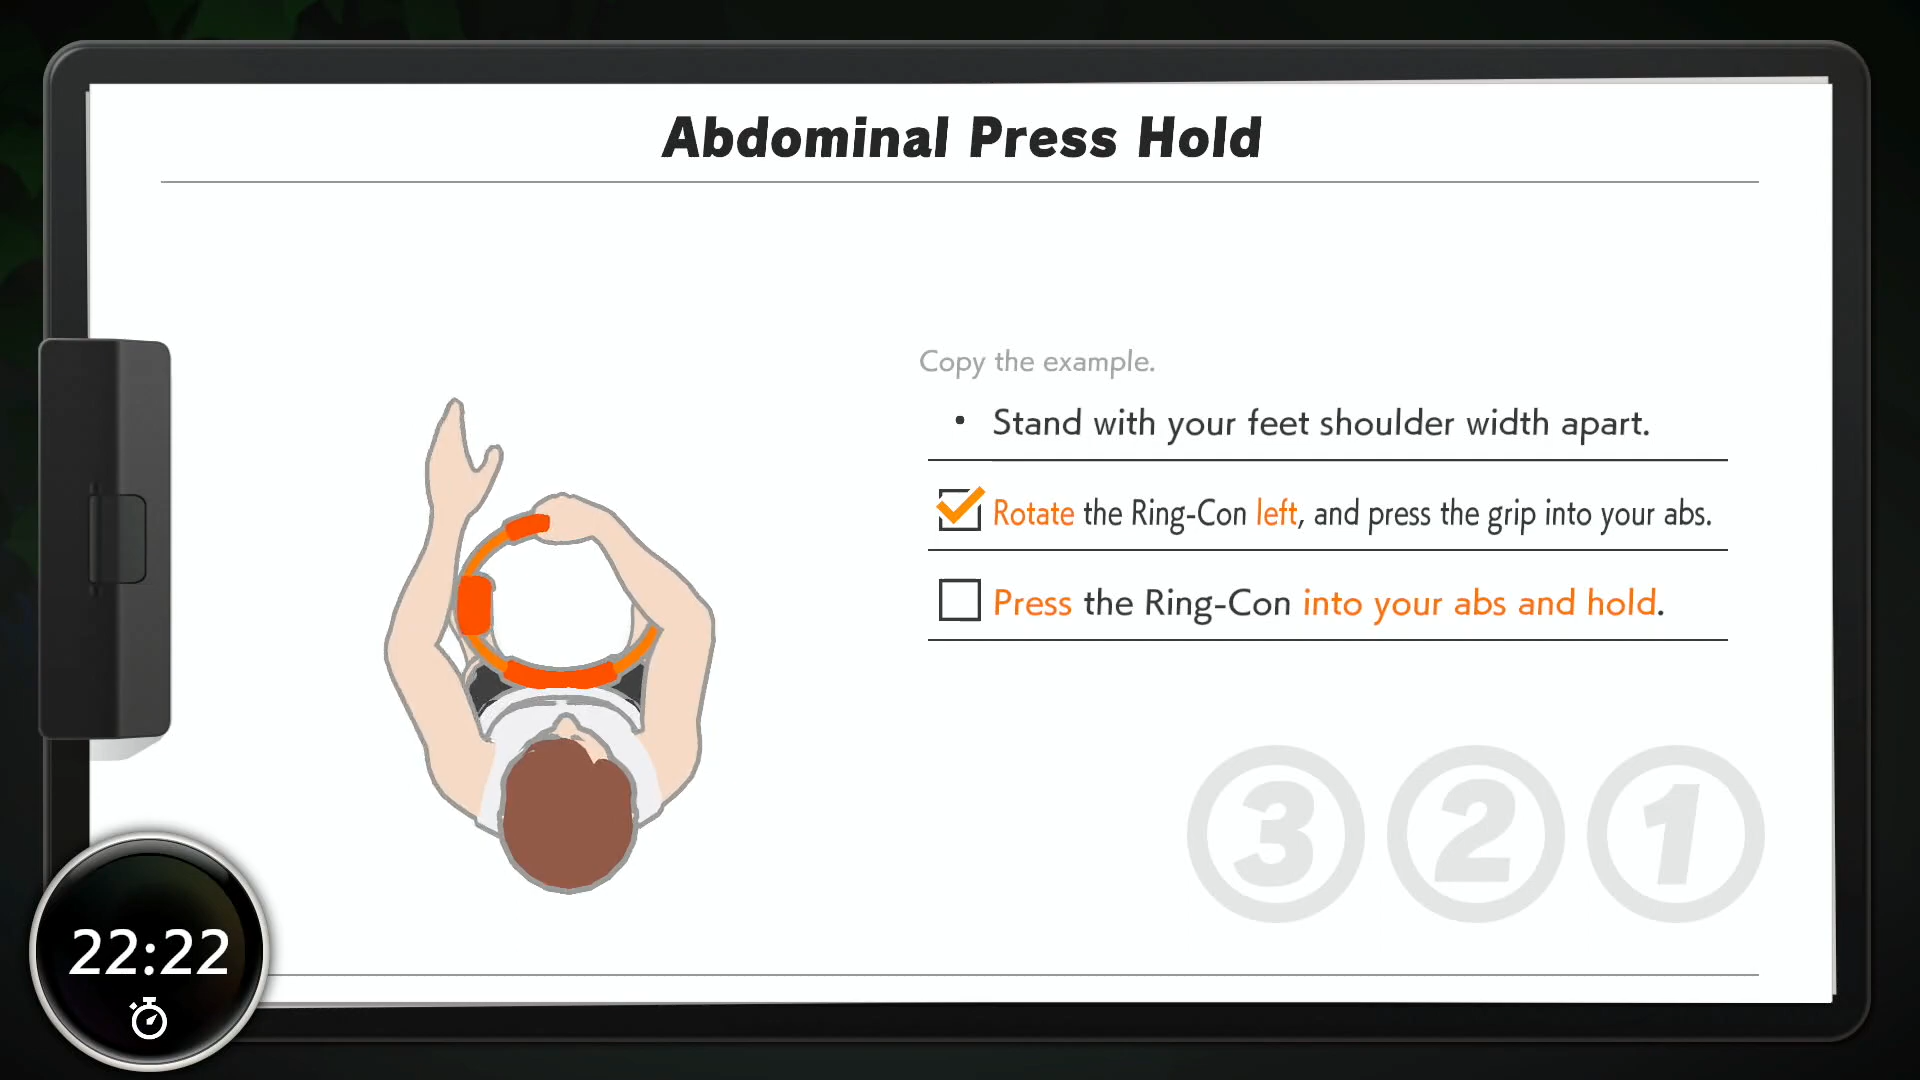 Abdominal Press Hold
Copy the example.
• Stand with your feet shoulder width apart.
Rotate the Ring-Con left, and press the grip into your abs.
Press the Ring-Con into your abs and hold.
3 2 1
22:22